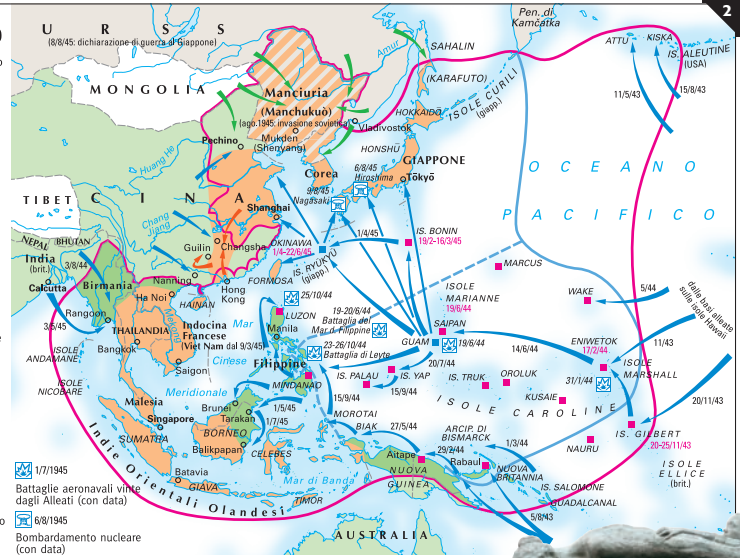 2
U R S S
(8/8/45: dichiarazione di guerra al Giappone)
Pen. di
Kamčatka
ATTU
KISKA
IS. ALEUTINE
(USA)
11/5/43
15/8/43
Amur
SAHALIN
(KARAFUTO)
ISOLE CURILI
(giapp.)
MONGOLIA
Manciuria
(Manchukuò)
(ago.1945: invasione sovietica)
Mukden
(Shenyang)
Vladivostok
HOKKAIDŌ
HONSHŪ
Pechino
Huang He
Corea
6/8/45
Hiroshima
9/8/45
Nagasaki
GIAPPONE
Tōkyō
OCEANO
PACIFICO
TIBET
C I N A
Shanghai
NEPAL
BHUTAN
Chang
Jiang
India
(brit.)
3/8/44
Calcutta
Guilin
Changsha
OKINAWA
1/4-22/6/45
IS. RYUKYU
(giapp.)
1/4/45
IS. BONIN
19/2-16/3/45
Birmania
Nanning
Hong
Kong
FORMOSA
MARCUS
WAKE
5/44
dalle basi alleate
sulle isole Hawaii
Ha Noi
HAINAN
25/10/44
LUZON
ISOLE
MARIANNE
19/6/44
3/5/45
Rangoon
THAILANDIA
Mekong
Indocina
Francese
(Viet Nam dal 9/3/45)
Mar
Cinese
Meridionale
Manila
19-20/6/44
Battaglia del
Mar d. Filippine
23-26/10/44
Battaglia di Leyte
SAIPAN
GUAM
19/6/44
14/6/44
ENIWETOK
17/2/44
11/43
Bangkok
ISOLE
ANDAMANE
Filippine
20/7/44
ISOLE
MARSHALL
Saigon
ISOLE
NICOBARE
MINDANAO
IS. PALAU
IS. YAP
IS. TRUK
OROLUK
31/1/44
KUSAIE
20/11/43
15/9/44
15/9/44
ISOLE CAROLINE
Malesia
Brunei
Tarakan
1/5/45
1/7/45
MOROTAI
BIAK
27/5/44
ARCIP. DI
BISMARCK
IS. GILBERT
20-25/11/43
Singapore
SUMATRA
BORNEO
Balikpapan
CELEBES
Aitape
29/2/44
Rabaul
1/3/44
NAURU
Indie Orientali Olandesi
NUOVA
GUINEA
NUOVA
BRITANNIA
ISOLE
ELLICE
(brit.)
Batavia
GIAVA
Mar di Banda
TIMOR
IS. SALOMONE
GUADALCANAL
5/8/43
AUSTRALIA
1/7/1945
Battaglie aeronavali vinte
dagli Alleati (con data)
6/8/1945
Bombardamento nucleare
(con data)